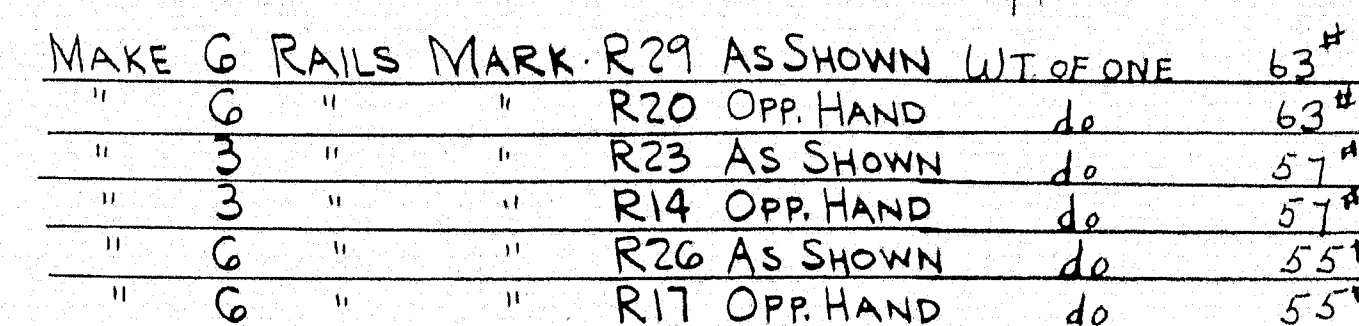 MAKE 6 RAILS MARK. R29 AS SHOWN WT. OF ONE 63#
" 6 " " R20 OPP. HAND do 63#
" 3 " " R23 AS SHOWN do 57#
" 3 " " R14 OPP. HAND do 57#
" 6 " " R26 AS SHOWN do 55
" 6 " " R17 OPP. HAND do 55